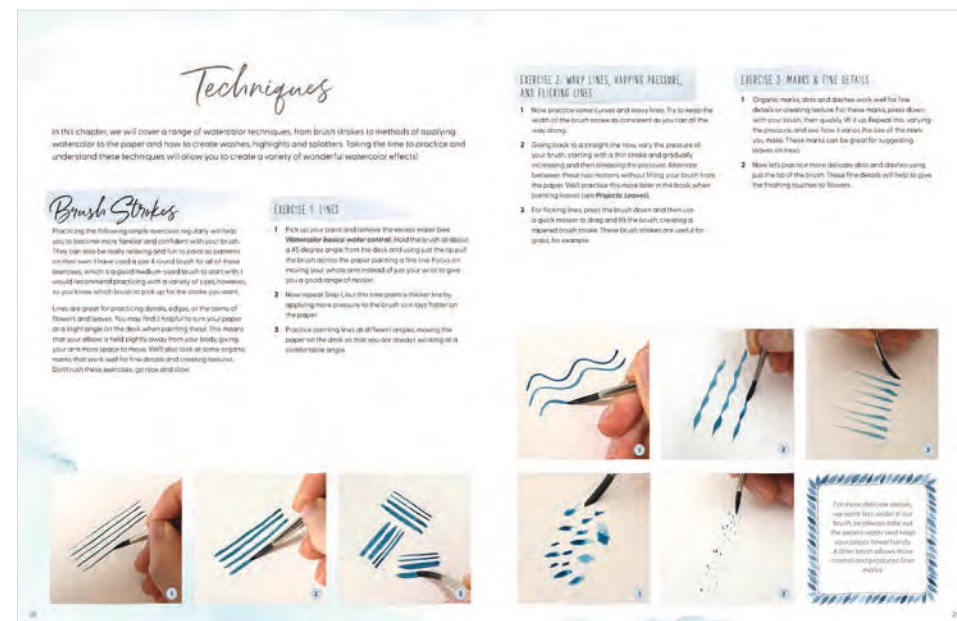 Techniques
In this chapter, we will cover a range of watercolor techniques, from brush strokes to methods of applying
watercolor to the paper and how to create washes, highlights and splatters. Taking the time to practice and
understand these techniques will allow you to create a variety of wonderful watercolor effects!
Brush Strokes
Practicing the following simple exercises regularly will help
you to become more familiar and confident with your brush.
They can also be really relaxing and fun to paint as patterns
on their own. I have used a size 6 round brush for all of these
exercises, which is a good medium-sized brush to start with. I
would recommend practicing with a variety of sizes, however,
so you know which brush to pick up for the stroke you want.
Lines are great for practicing details, edges, or the stems of
flowers and leaves. You may find it helpful to turn your paper
at a slight angle on the desk when painting these. This means
that your elbow is held slightly away from your body, giving
your arm more space to move. We'll also look at some organic
marks that work well for fine details and creating textures.
Don't rush these exercises, go nice and slow.
EXERCISE 1: LINES
1 Pick up your paint and remove the excess water (see
Watercolor basics: water control). Hold the brush at about
a 45 degree angle from the desk and using just the tip pull
the brush across the paper painting a fine line. Focus on
moving your whole arm instead of just your wrist to give
you a good range of motion.
2 Now repeat Step 1, but this time paint a thicker line by
applying more pressure to the brush so it lays flatter on
the paper.
3 Practice painting lines at different angles, moving the
paper on the desk so that you are always working at a
comfortable angle.
1
2
3
EXERCISE 2: WAVY LINES, VARYING PRESSURE,
AND FLICKING LINES
1 Now practice some curves and wavy lines. Try to keep the
width of the brush stroke as consistent as you can all the
way along.
2 Going back to a straight line now, vary the pressure of
your brush, starting with a thin stroke and gradually
increasing and then releasing the pressure. Alternate
between these two motions without lifting your brush from
the paper. We'll practice this more later in the book when
painting leaves (see Projects: Leaves).
3 For flicking lines, press the brush down and then use
a quick motion to drag and lift the brush, creating a
tapered brush stroke. These brush strokes are useful for
grass, for example.
EXERCISE 3: MARKS & FINE DETAILS
1 Organic marks, dots and dashes work well for fine
details or creating texture. For these marks, press down
with your brush, then quickly lift it up. Repeat this, varying
the pressure, and see how it varies the size of the mark
you make. These marks can be great for suggesting
leaves on trees.
2 Now let's practice more delicate dots and dashes using
just the tip of the brush. These fine details will help to give
the finishing touches to flowers.
1
2
3
1
2
For more delicate details,
we want less water in our
brush, so always take out
the excess water and keep
your paper towel handy.
A drier brush allows more
control and produces finer
marks.